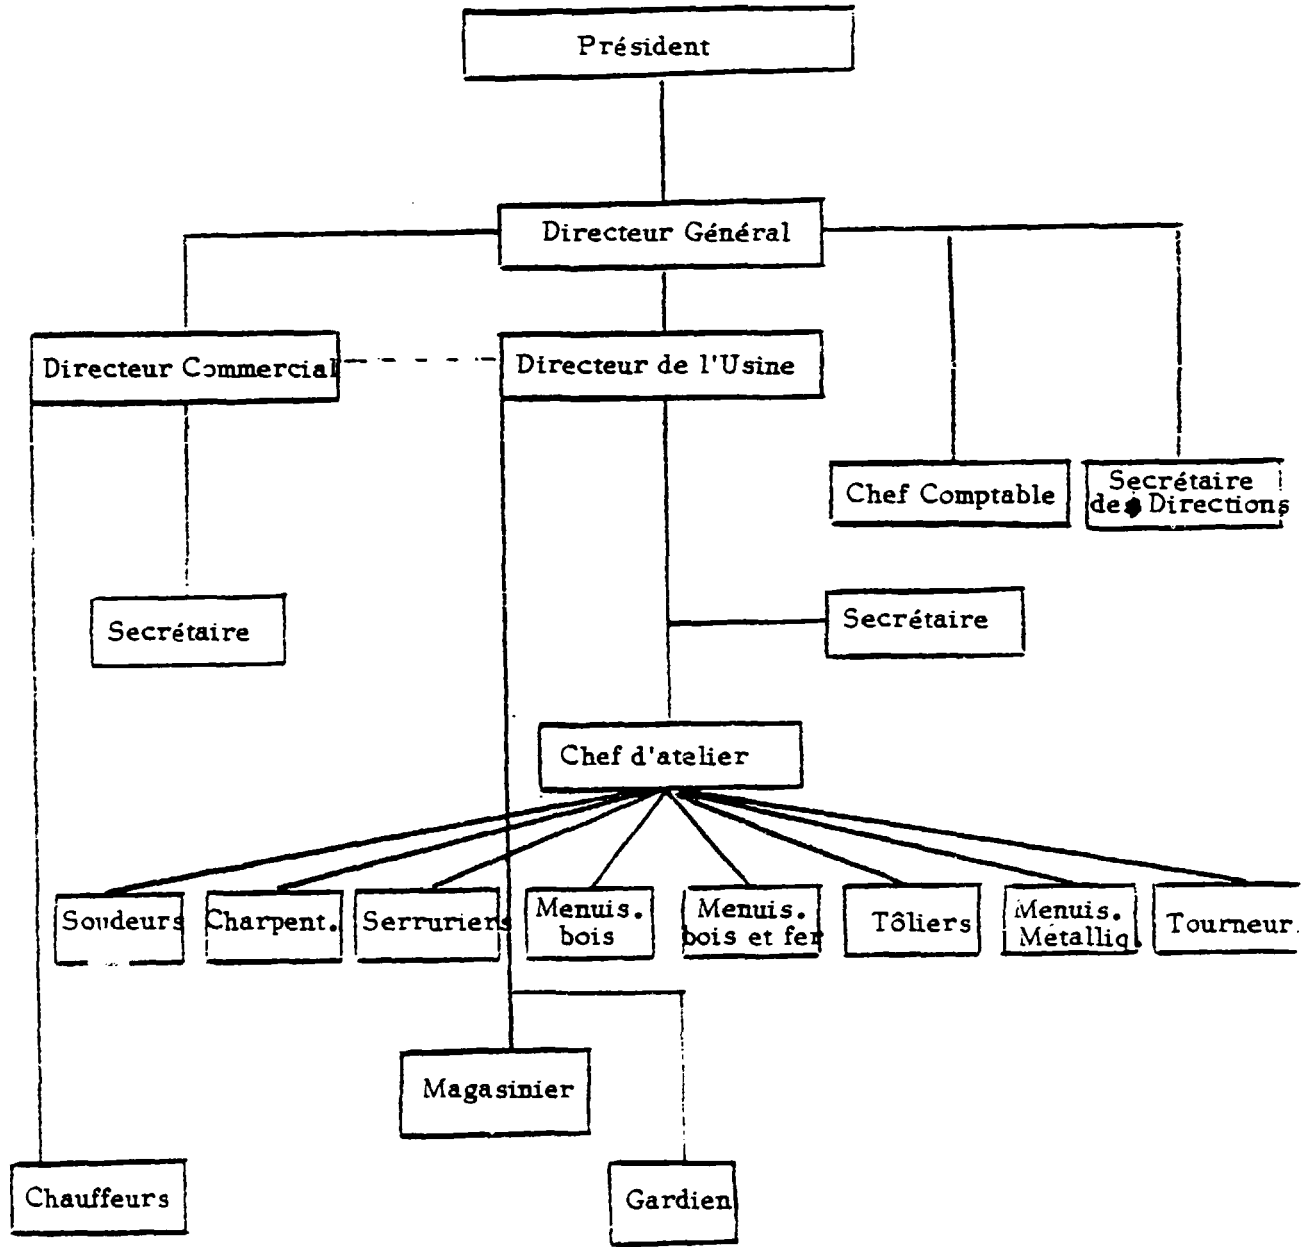 Président
Directeur Général
Directeur Commercial
Directeur de l'Usine
Chef Comptable
Secrétaire
de Directions
Secrétaire
Secrétaire
Chef d'atelier
Soudeurs
Charpent.
Serruriers
Menuis.
bois
Menuis.
bois et fer
Tôliers
Menuis.
Métalliq.
Tourneur.
Magasinier
Chauffeurs
Gardien